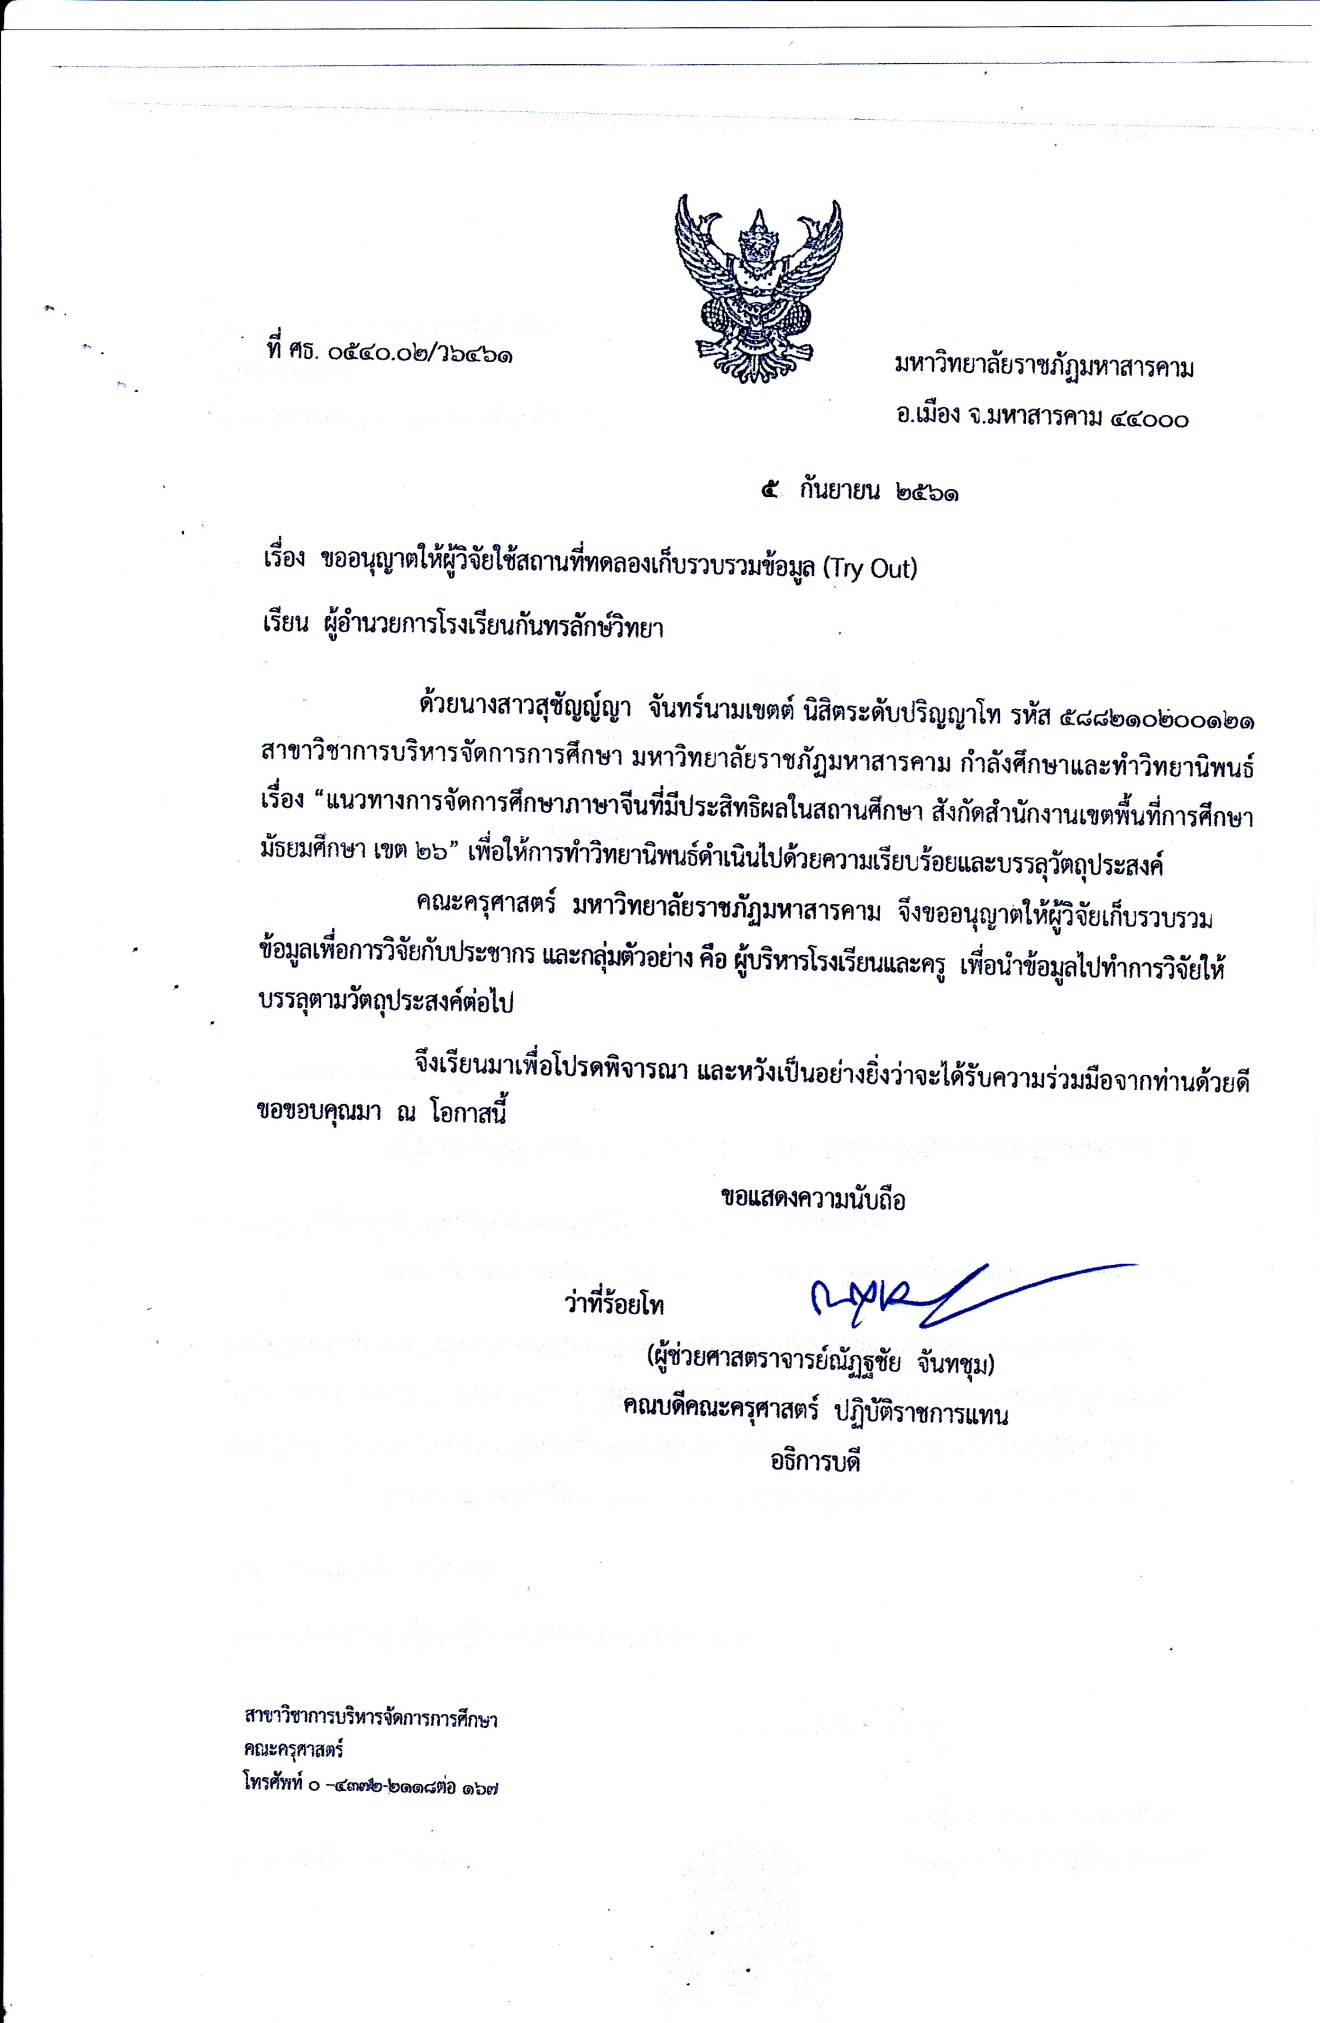 ที่ ศธ. ๐๕๔๐.๐๒/ว๖๔๖๑
มหาวิทยาลัยราชภัฏมหาสารคาม
อ.เมือง จ.มหาสารคาม ๔๔๐๐๐
๕ กันยายน ๒๕๖๑
เรื่อง ขออนุญาตให้ผู้วิจัยใช้สถานที่ทดลองเก็บรวบรวมข้อมูล (Try Out)
เรียน ผู้อำนวยการโรงเรียนกันทรลักษ์วิทยา
ด้วยนางสาวสุชัญญ์ญา จันทร์นามเขตต์ นิสิตระดับปริญญาโท รหัส ๕๘๘๒๑๐๒๐๐๑๒๑
สาขาวิชาการบริหารจัดการการศึกษา มหาวิทยาลัยราชภัฏมหาสารคาม กำลังศึกษาและทำวิทยานิพนธ์
เรื่อง “แนวทางการจัดการศึกษาภาษาจีนที่มีประสิทธิผลในสถานศึกษา สังกัดสำนักงานเขตพื้นที่การศึกษา
มัธยมศึกษา เขต ๒๖” เพื่อให้การทำวิทยานิพนธ์ดำเนินไปด้วยความเรียบร้อยและบรรลุวัตถุประสงค์
คณะครุศาสตร์ มหาวิทยาลัยราชภัฏมหาสารคาม จึงขออนุญาตให้ผู้วิจัยเก็บรวบรวม
ข้อมูลเพื่อการวิจัยกับประชากร และกลุ่มตัวอย่าง คือ ผู้บริหารโรงเรียนและครู เพื่อนำข้อมูลไปทำการวิจัยให้
บรรลุตามวัตถุประสงค์ต่อไป
จึงเรียนมาเพื่อโปรดพิจารณา และหวังเป็นอย่างยิ่งว่าจะได้รับความร่วมมือจากท่านด้วยดี
ขอขอบคุณมา ณ โอกาสนี้
ขอแสดงความนับถือ
ว่าที่ร้อยโท
(ผู้ช่วยศาสตราจารย์ณัฏฐชัย จันทชุม)
คณบดีคณะครุศาสตร์ ปฏิบัติราชการแทน
อธิการบดี
สาขาวิชาการบริหารจัดการการศึกษา
คณะครุศาสตร์
โทรศัพท์ ๐ -๔๓๗๒-๒๑๑๘ต่อ ๑๖๗